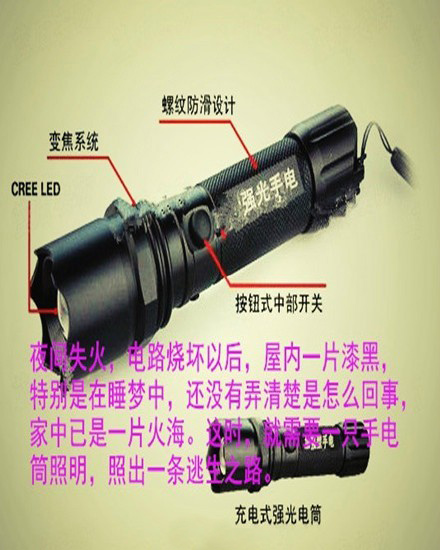 螺纹防滑设计
变焦系统
CREE LED
强光手电
按钮式中部开关
夜间失火，电路烧坏以后，屋内一片漆黑，
特别是在睡梦中，还没有弄清楚是怎么回事，
家中已是一片火海。这时，就需要一只手电
筒照明，照出一条逃生之路。
强光手电
充电式强光电筒